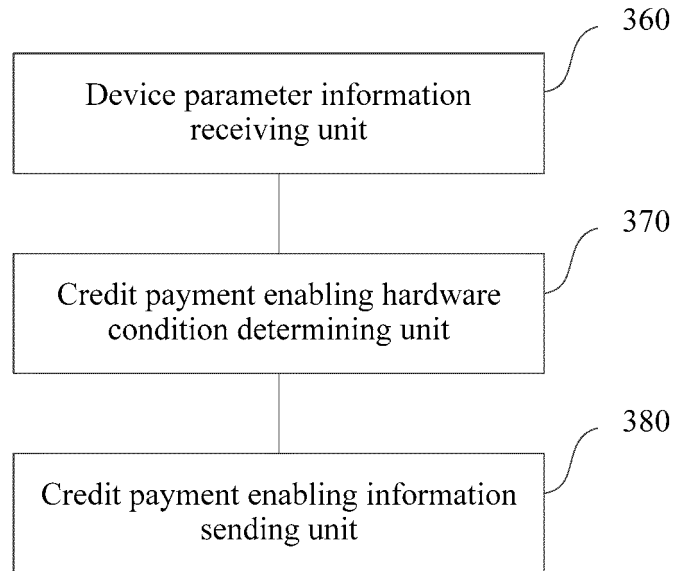 360
Device parameter information
receiving unit
370
Credit payment enabling hardware
condition determining unit
380
Credit payment enabling information
sending unit